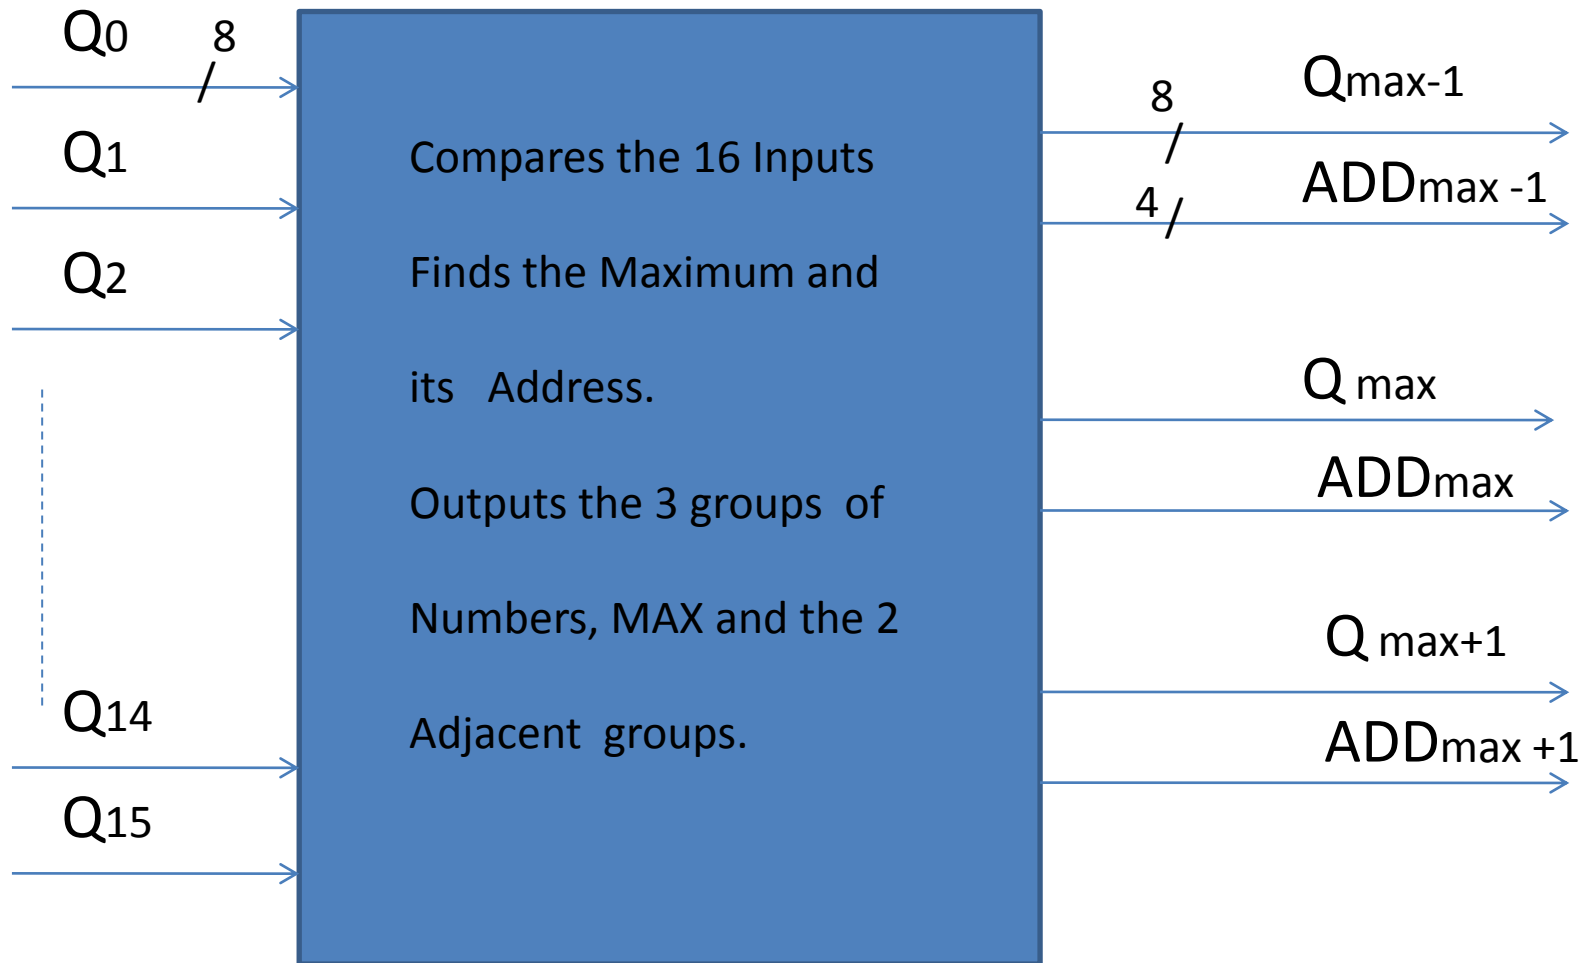 Q0
8
Q1
Q2
Q14
Q15
Compares the 16 Inputs
Finds the Maximum and
its Address.
Outputs the 3 groups of
Numbers, MAX and the 2
Adjacent groups.
8
Qmax-1
4
ADDmax -1
Q max
ADDmax
Q max+1
ADDmax +1